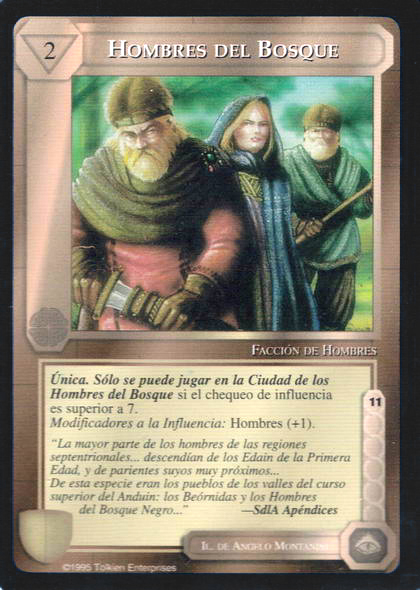 2
HOMBRES DEL BOSQUE
FACCIÓN DE HOMBRES
Única. Sólo se puede jugar en la Ciudad de los
Hombres del Bosque si el chequeo de influencia
es superior a 7.
Modificadores a la Influencia: Hombres (+1).
11
“La mayor parte de los hombres de las regiones
septentrionales... descendían de los Edain de la Primera
Edad, y de parientes suyos muy próximos...
De esta especie eran los pueblos de los valles del curso
superior del Anduin: los Beórnidas y los Hombres
del Bosque Negro...” —SdlA Apéndices
IL. DE ANGELO MONTANINI
©1995 Tolkien Enterprises